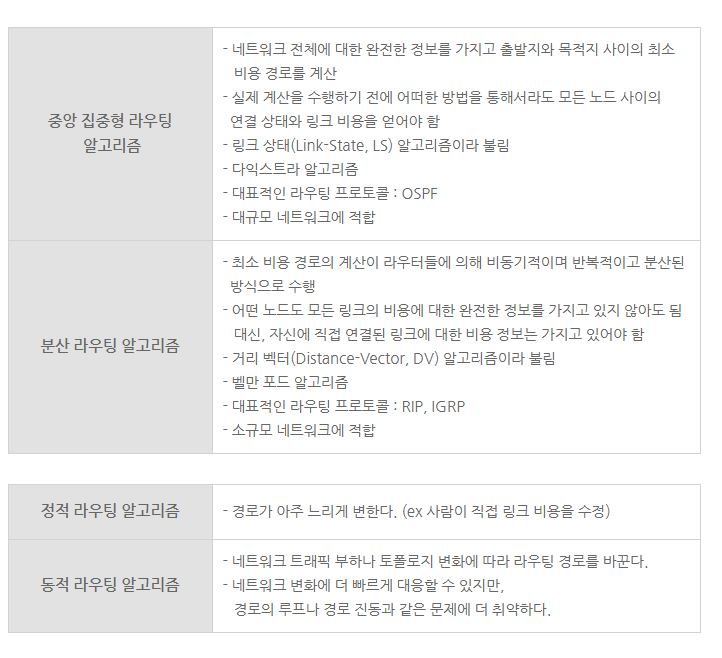 중앙 집중형 라우팅
알고리즘
- 네트워크 전체에 대한 완전한 정보를 가지고 출발지와 목적지 사이의 최소
비용 경로를 계산
- 실제 계산을 수행하기 전에 어떠한 방법을 통해서라도 모든 노드 사이의
연결 상태와 링크 비용을 얻어야 함
- 링크 상태(Link-State, LS) 알고리즘이라 불림
- 다익스트라 알고리즘
- 대표적인 라우팅 프로토콜 : OSPF
- 대규모 네트워크에 적합
분산 라우팅 알고리즘
- 최소 비용 경로의 계산이 라우터들에 의해 비동기적이며 반복적이고 분산된
방식으로 수행
- 어떤 노드도 모든 링크의 비용에 대한 완전한 정보를 가지고 있지 않아도 됨
대신, 자신에 직접 연결된 링크에 대한 비용 정보는 가지고 있어야 함
- 거리 벡터(Distance-Vector, DV) 알고리즘이라 불림
- 벨만 포드 알고리즘
- 대표적인 라우팅 프로토콜 : RIP, IGRP
- 소규모 네트워크에 적합
정적 라우팅 알고리즘
- 경로가 아주 느리게 변한다. (ex 사람이 직접 링크 비용을 수정)
동적 라우팅 알고리즘
- 네트워크 트래픽 부하나 토폴로지 변화에 따라 라우팅 경로를 바꾼다.
- 네트워크 변화에 더 빠르게 대응할 수 있지만,
경로의 루프나 경로 진동과 같은 문제에 더 취약하다.